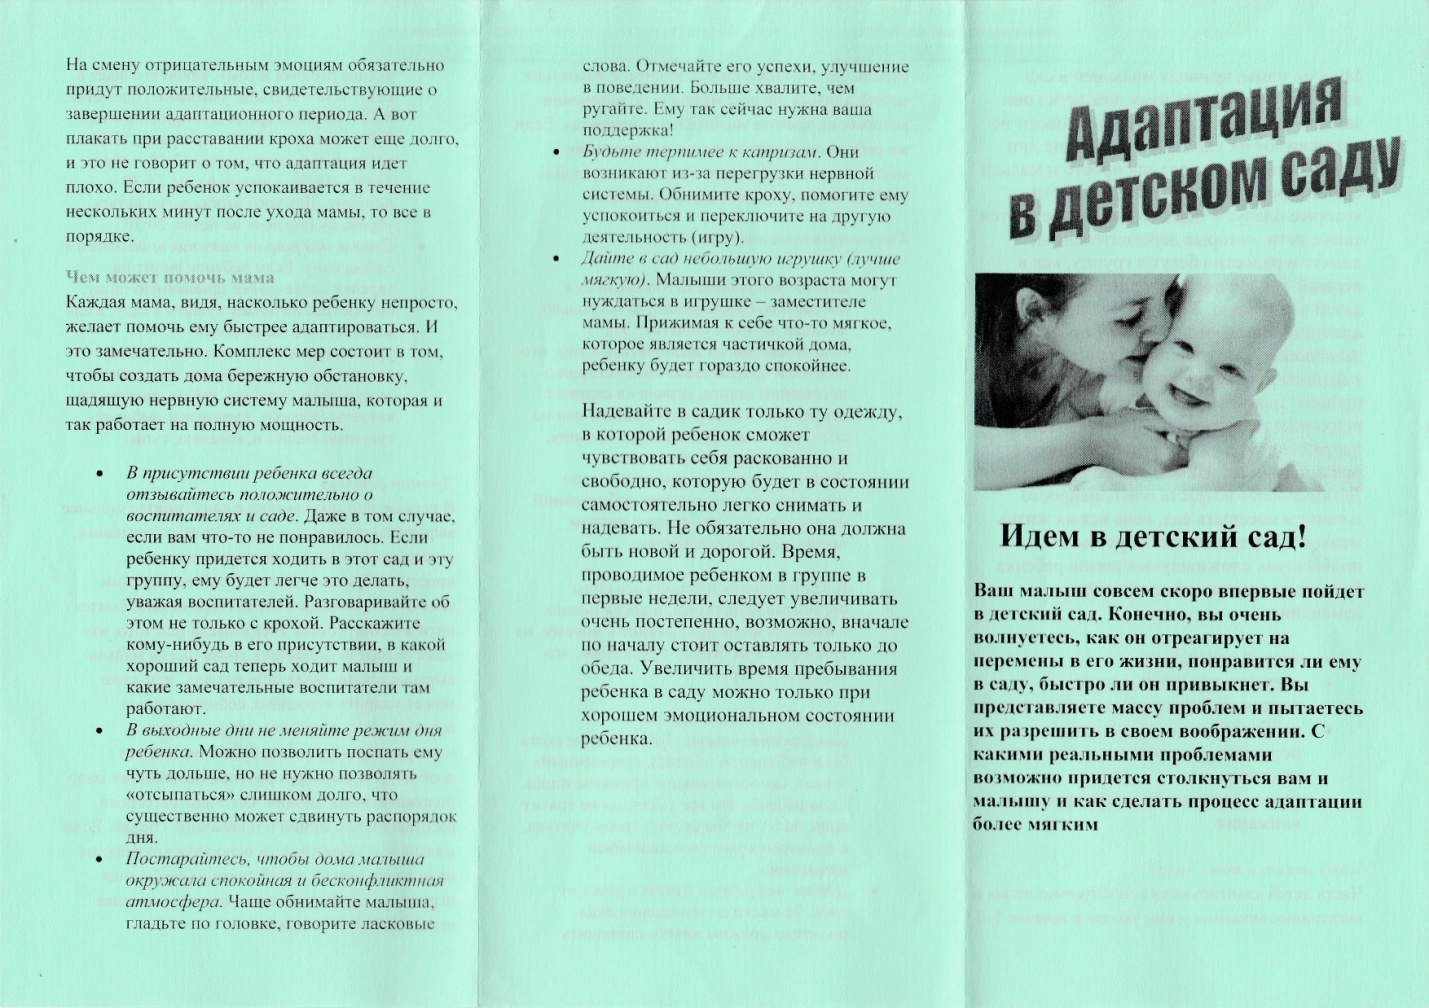 На смену отрицательным эмоциям обязательно
придут положительные, свидетельствующие о
завершении адаптационного периода. А вот
плакать при расставании кроха может еще долго,
и это не говорит о том, что адаптация идет
плохо. Если ребенок успокаивается в течение
нескольких минут после ухода мамы, то все в
порядке.
Чем может помочь мама
Каждая мама, видя, насколько ребенку непросто,
желает помочь ему быстрее адаптироваться. И
это замечательно. Комплекс мер состоит в том,
чтобы создать дома бережную обстановку,
щадящую нервную систему малыша, которая и
так работает на полную мощность.
• В присутствии ребенка всегда
отзывайтесь положительно о
воспитателях и саде. Даже в том случае,
если вам что-то не понравилось. Если
ребенку придется ходить в этот сад и эту
группу, ему будет легче это делать,
уважая воспитателей. Разговаривайте об
этом не только с крохой. Расскажите
кому-нибудь в его присутствии, в какой
хороший сад теперь ходит малыш и
какие замечательные воспитатели там
работают.
• В выходные дни не меняйте режим дня
ребенка. Можно позволить поспать ему
чуть дольше, но не нужно позволять
«отсыпаться» слишком долго, что
существенно может сдвинуть распорядок
дня.
• Постарайтесь, чтобы дома малыша
окружала спокойная и бесконфликтная
атмосфера. Чаще обнимайте малыша,
гладьте по головке, говорите ласковые
слова. Отмечайте его успехи, улучшение
в поведении. Больше хвалите, чем
ругайте. Ему так сейчас нужна ваша
поддержка!
• Будьте терпимее к капризам. Они
возникают из-за перегрузки нервной
системы. Обнимите кроху, помогите ему
успокоиться и переключите на другую
деятельность (игру).
• Дайте в сад небольшую игрушку (лучше
мягкую). Малыши этого возраста могут
нуждаться в игрушке – заместителе
мамы. Прижимая к себе что-то мягкое,
которое является частичкой дома,
ребенку будет гораздо спокойнее.
Надевайте в садик только ту одежду,
в которой ребенок сможет
чувствовать себя раскованно и
свободно, которую будет в состоянии
самостоятельно легко снимать и
надевать. Не обязательно она должна
быть новой и дорогой. Время,
проводимое ребенком в группе в
первые недели, следует увеличивать
очень постепенно, возможно, вначале
по началу стоит оставлять только до
обеда. Увеличить время пребывания
ребенка в саду можно только при
хорошем эмоциональном состоянии
ребенка.
Адаптация
в детском саду
Идем в детский сад!
Ваш малыш совсем скоро впервые пойдет
в детский сад. Конечно, вы очень
волнуетесь, как он отреагирует на
перемены в его жизни, понравится ли ему
в саду, быстро ли он привыкнет. Вы
представляете массу проблем и пытаетесь
их разрешить в своем воображении. С
какими реальными проблемами
возможно придется столкнуться вам и
малышу и как сделать процесс адаптации
более мягким